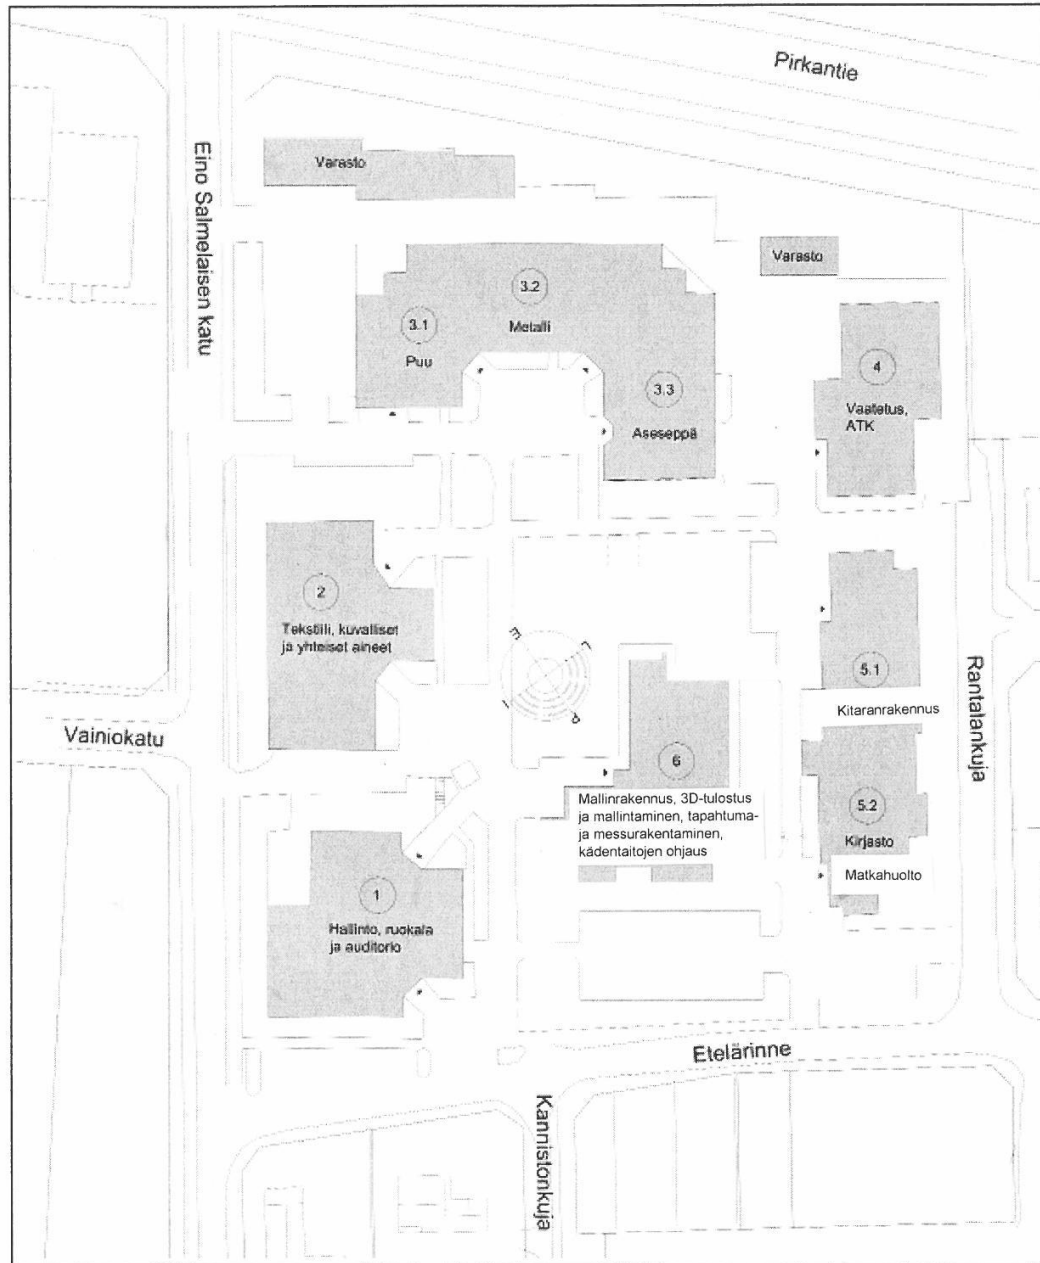 Pirkantie
Eino Salmelaisen katu
Varasto
Varasto
3.2
Metalli
3.1
Puu
3.3
Aseseppä
4
Vaatetus,
ATK
2
Tekstiili, kuvalliset
ja yhteiset aineet
5.1
Kitaranrakennus
Rantalankuja
Vainiokatu
6
Mallinrakennus, 3D-tulostus
ja mallintaminen, tapahtuma-
ja messurakentaminen,
kädentaitojen ohjaus
5.2
Kirjasto
Matkahuolto
1
Hallinto, ruokala
ja auditorio
Etelärinne
Kannistonkuja